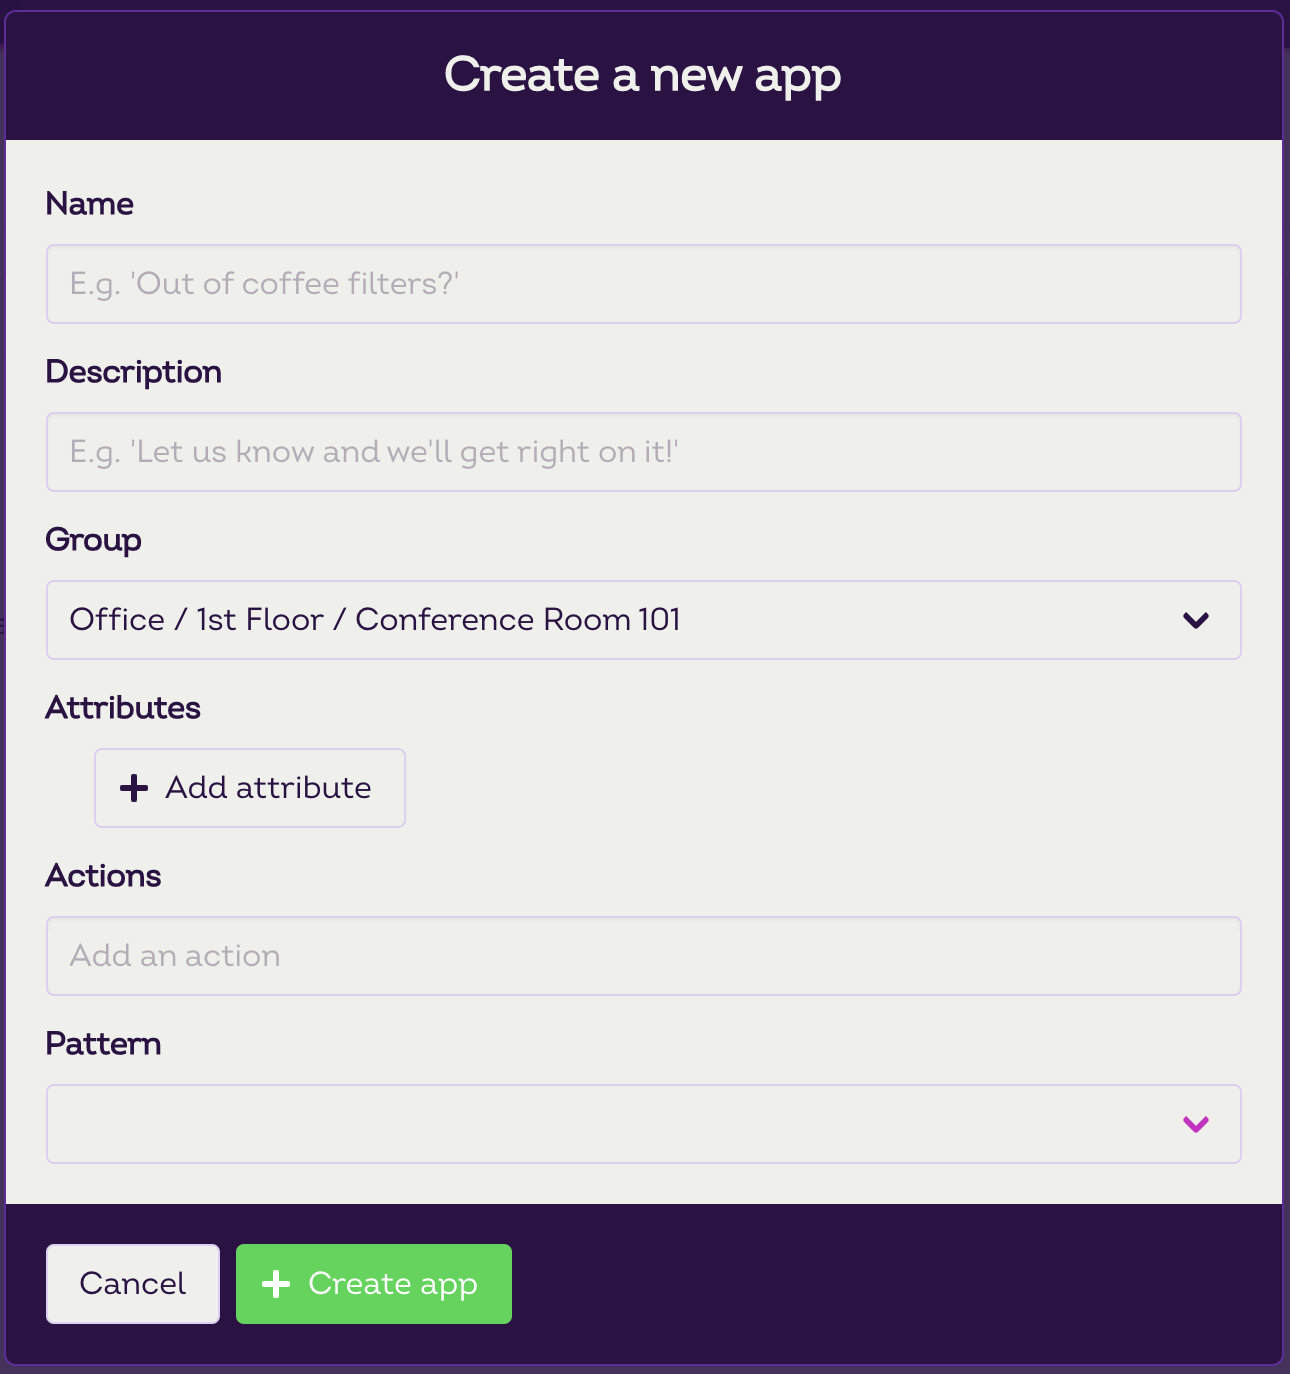 Create a new app
Name
E.g. 'Out of coffee filters?'
Description
E.g. 'Let us know and we'll get right on it!'
Group
Office / 1st Floor / Conference Room 101
Attributes
Add attribute
Actions
Add an action
Pattern
Cancel
Create app